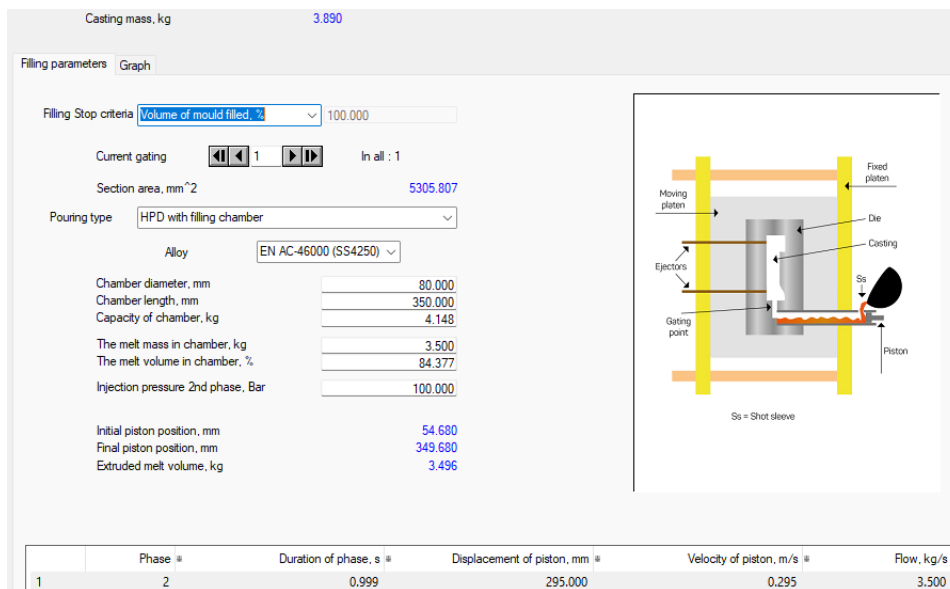 Casting mass, kg 3.890
Filling parameters Graph
Filling Stop criteria Volume of mould filled, % 100.000
Current gating 1 In all : 1
Section area, mm^2 5305.807
Pouring type HPD with filling chamber
Alloy EN AC-46000 (SS4250)
Chamber diameter, mm 80.000
Chamber length, mm 350.000
Capacity of chamber, kg 4.148
The melt mass in chamber, kg 3.500
The melt volume in chamber, % 84.377
Injection pressure 2nd phase, Bar 100.000
Initial piston position, mm 54.680
Final piston position, mm 349.680
Extruded melt volume, kg 3.496
Fixed
platen
Moving
platen
Die
Casting
Ejectors
Ss
Gating
point
Piston
Ss = Shot sleeve
Phase Duration of phase, s Displacement of piston, mm Velocity of piston, m/s Flow, kg/s
1 2 0.999 295.000 0.295 3.500